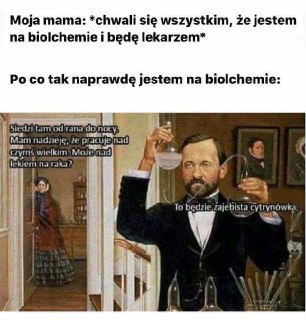 Moja mama: *chwali się wszystkim, że jestem
na biolchemie i będę lekarzem*
Po co tak naprawdę jestem na biolchemie:
Siedzi tam od rana do nocy.
Mam nadzieję, że pracuje nad
czymś wielkim. Może nad
lekiem na raka?
To będzie zajebista cytrynówka.